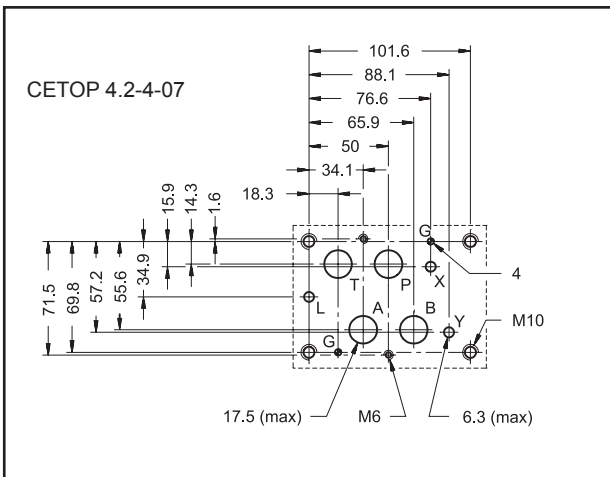 101.6
CETOP 4.2-4-07
88.1
76.6
65.9
50
34.1
18.3
15.9
14.3
1.6
G
4
T
P
X
71.5
69.8
57.2
55.6
34.9
L
A
B
Y
M10
G
17.5 (max)
M6
6.3 (max)